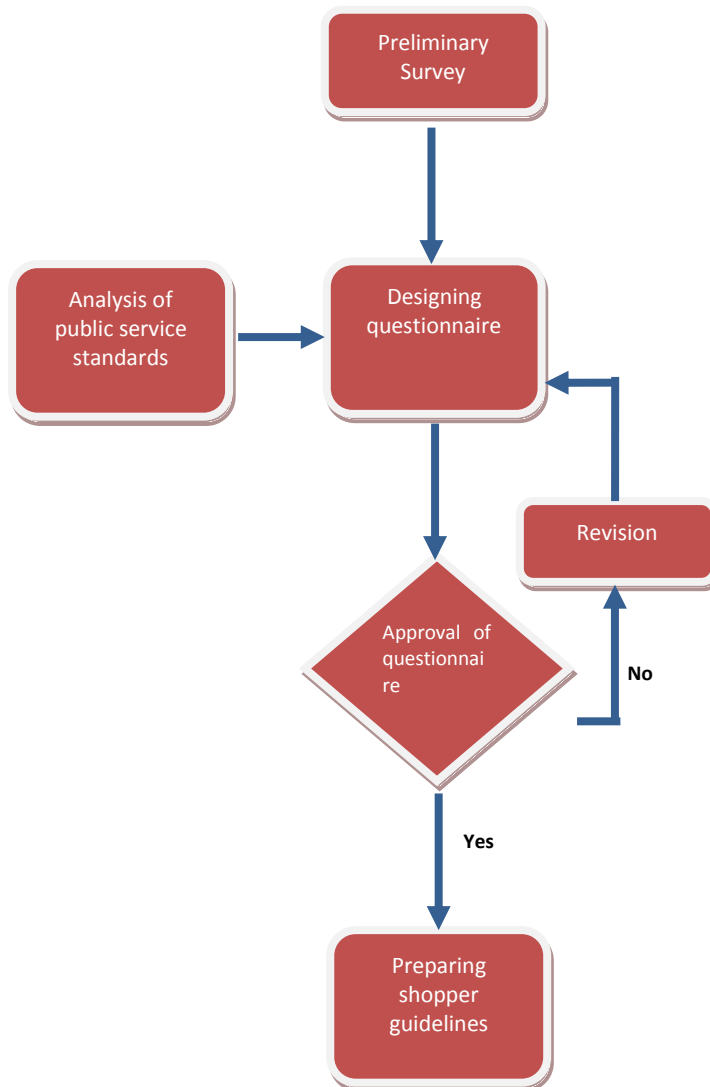 Preliminary
Survey
Analysis of
public service
standards
Designing
questionnaire
Revision
Approval of
questionnai
re
No
Yes
Preparing
shopper
guidelines